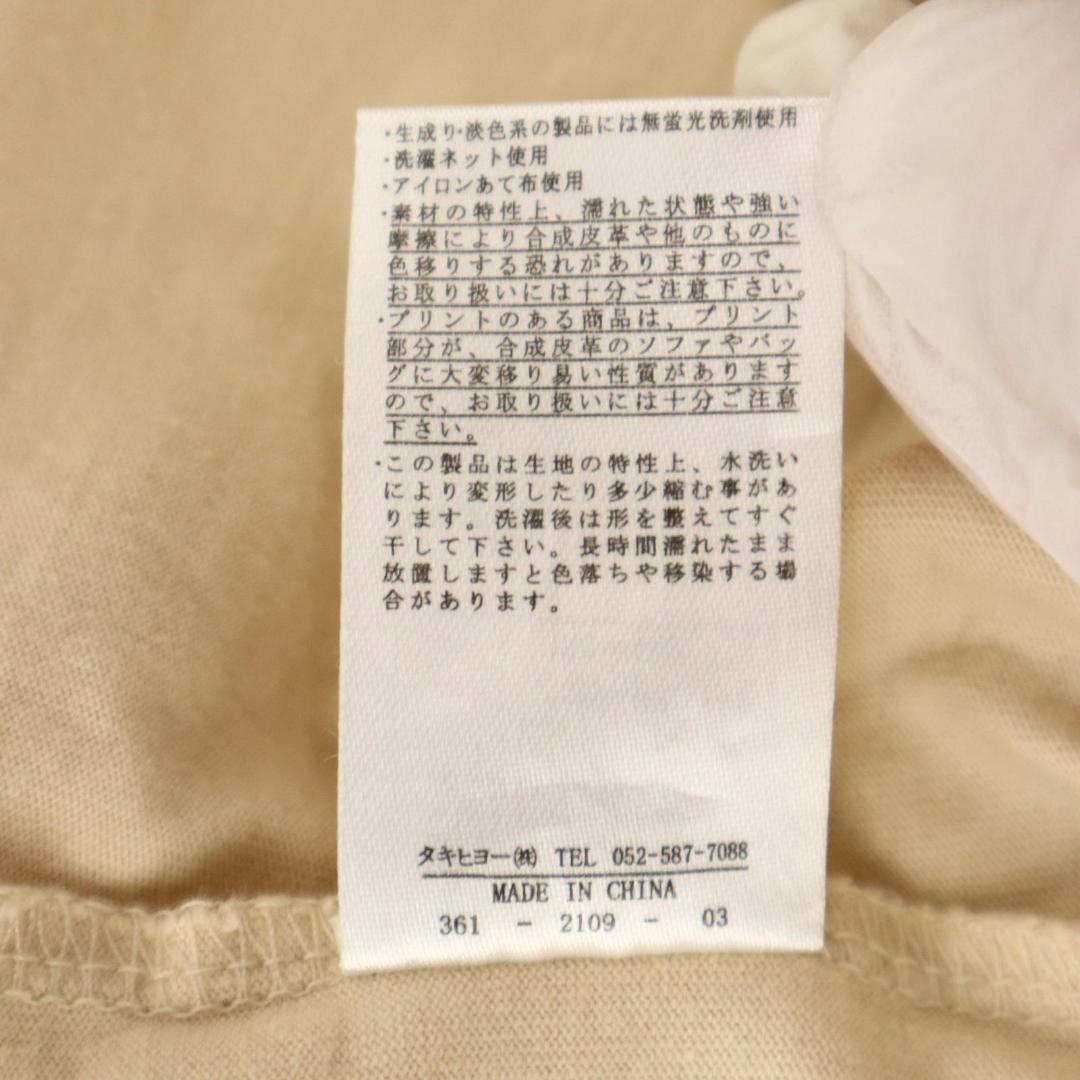 ・生成り・淡色系の製品には無蛍光洗剤使用
・洗濯ネット使用
・アイロンあて布使用
・素材の特性上、濡れた状態や強い
摩擦により合成皮革や他のものに
色移りする恐れがありますので、
お取り扱いには十分ご注意下さい。
・プリントのある商品は、プリント
部分が、合成皮革のソファやバッ
グに大変移り易い性質があります
ので、お取り扱いには十分ご注意
下さい。
・この製品は生地の特性上、水洗い
により変形したり多少縮む事があ
ります。洗濯後は形を整えてすぐ
干して下さい。長時間濡れたまま
放置しますと色落ちや移染する場
合があります。
タキヒヨー㈱ TEL 052-587-7088
MADE IN CHINA
361 - 2109 - 03